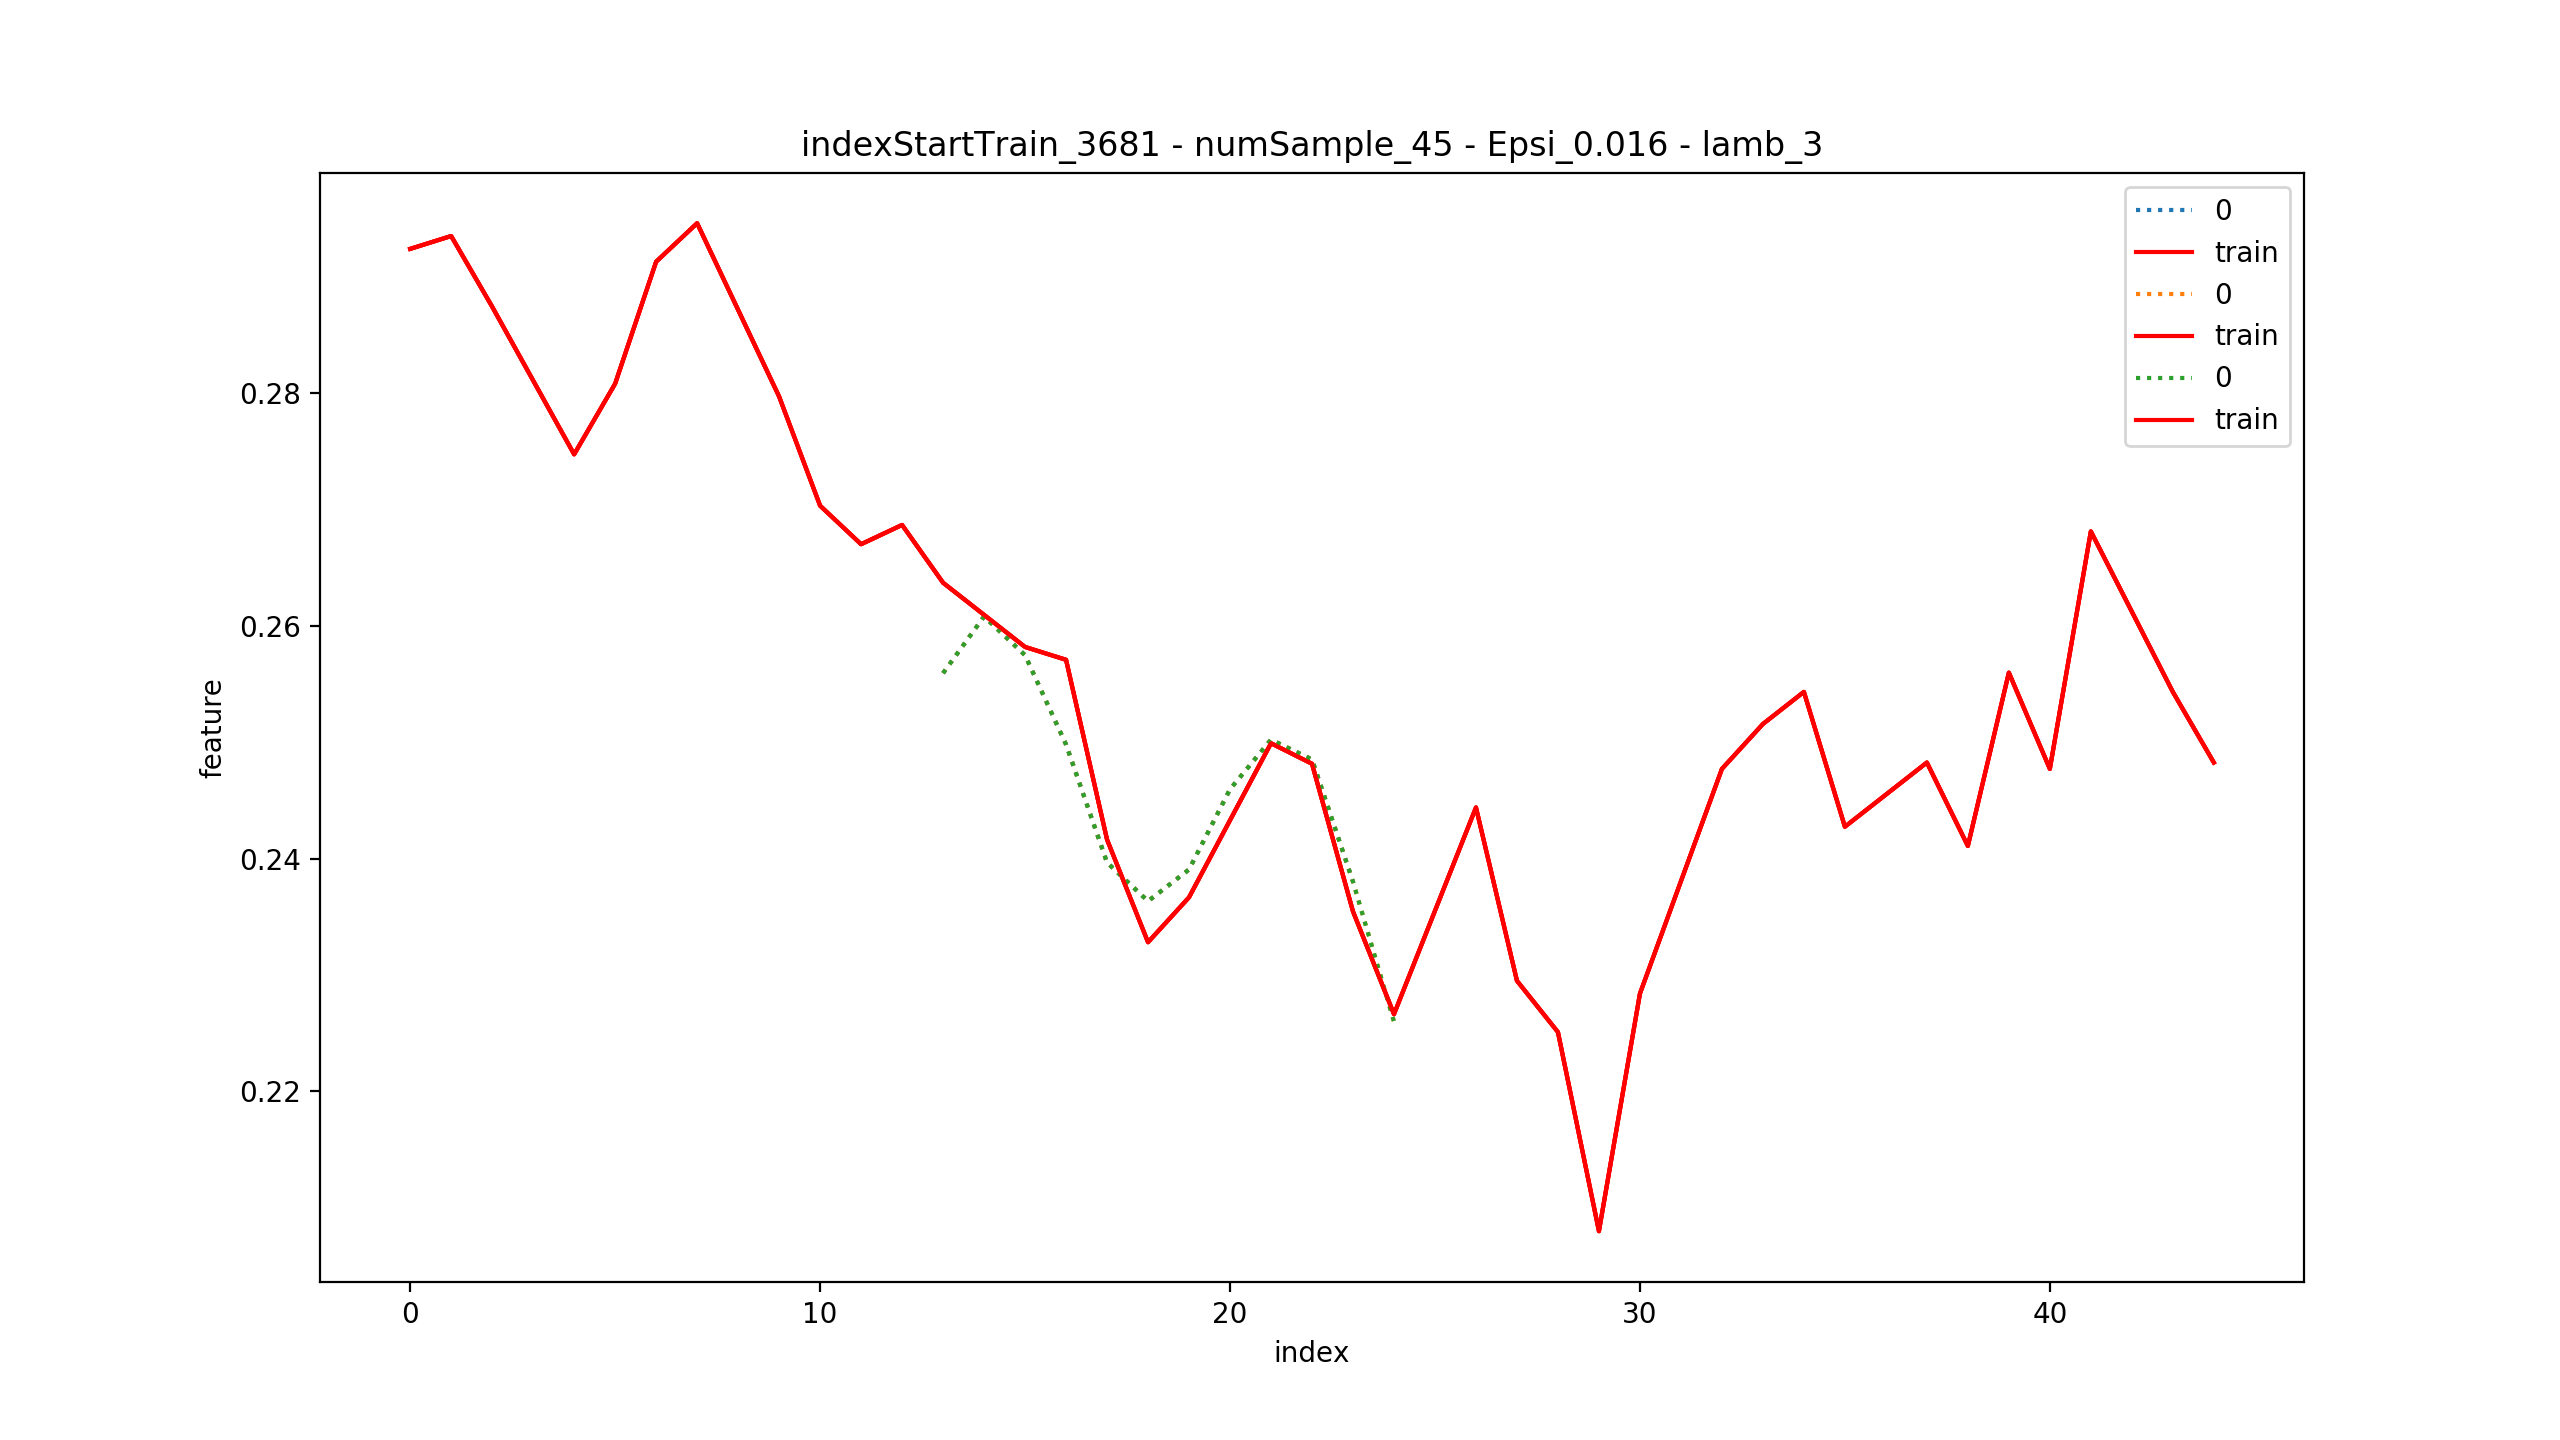 indexStartTrain_3681 - numSample_45 - Epsi_0.016 - lamb_3
0
train
0
train
0
train
0.28
0.26
0.24
0.22
feature
0
10
20
30
40
index